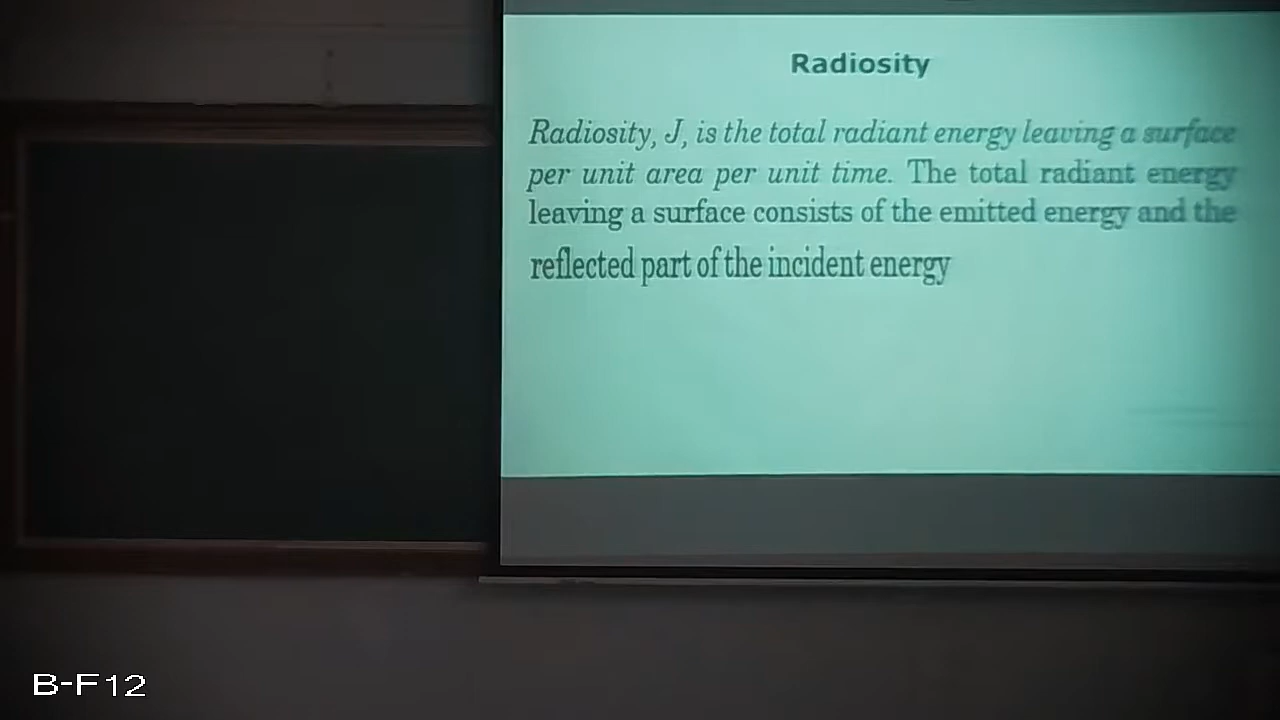 Radiosity
Radiosity, J, is the total radiant energy leaving a surface
per unit area per unit time. The total radiant energy
leaving a surface consists of the emitted energy and the
reflected part of the incident energy
B-F12